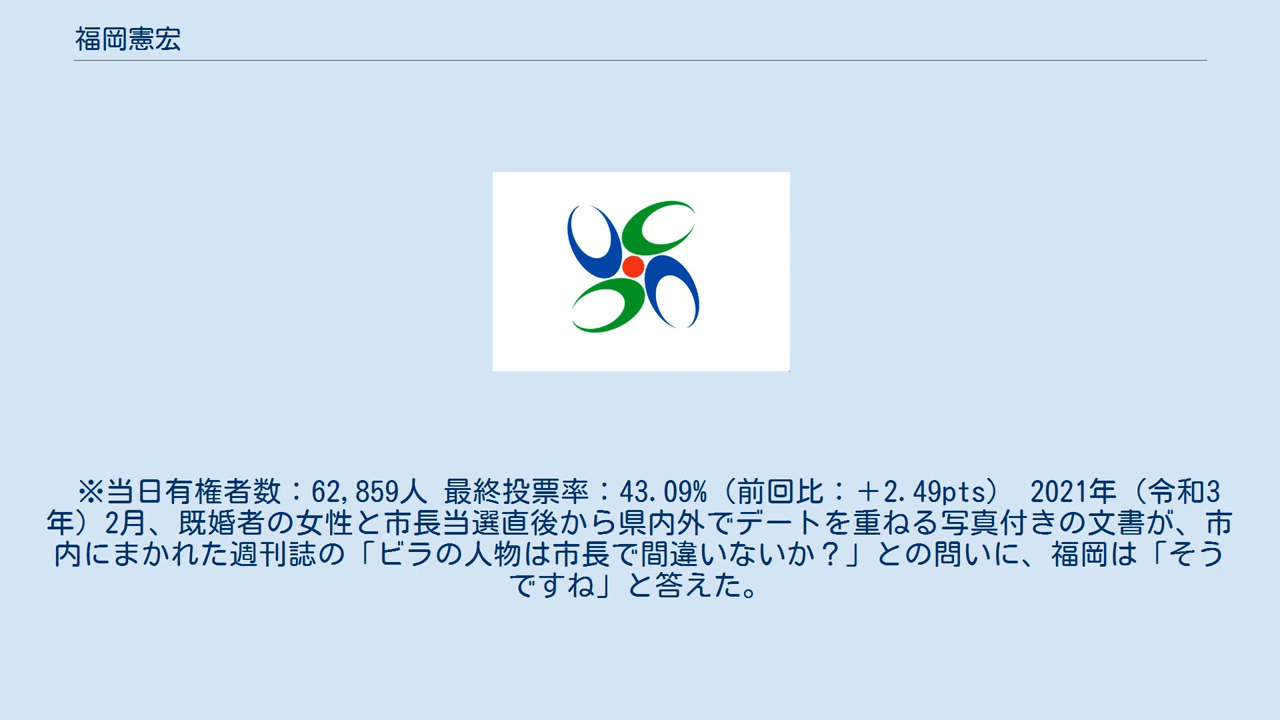 福岡憲宏
※当日有権者数：62,859人 最終投票率：43.09%（前回比：＋2.49pts） 2021年（令和3
年）2月、既婚者の女性と市長当選直後から県内外でデートを重ねる写真付きの文書が、市
内にまかれた週刊誌の「ビラの人物は市長で間違いないか？」との問いに、福岡は「そう
ですね」と答えた。